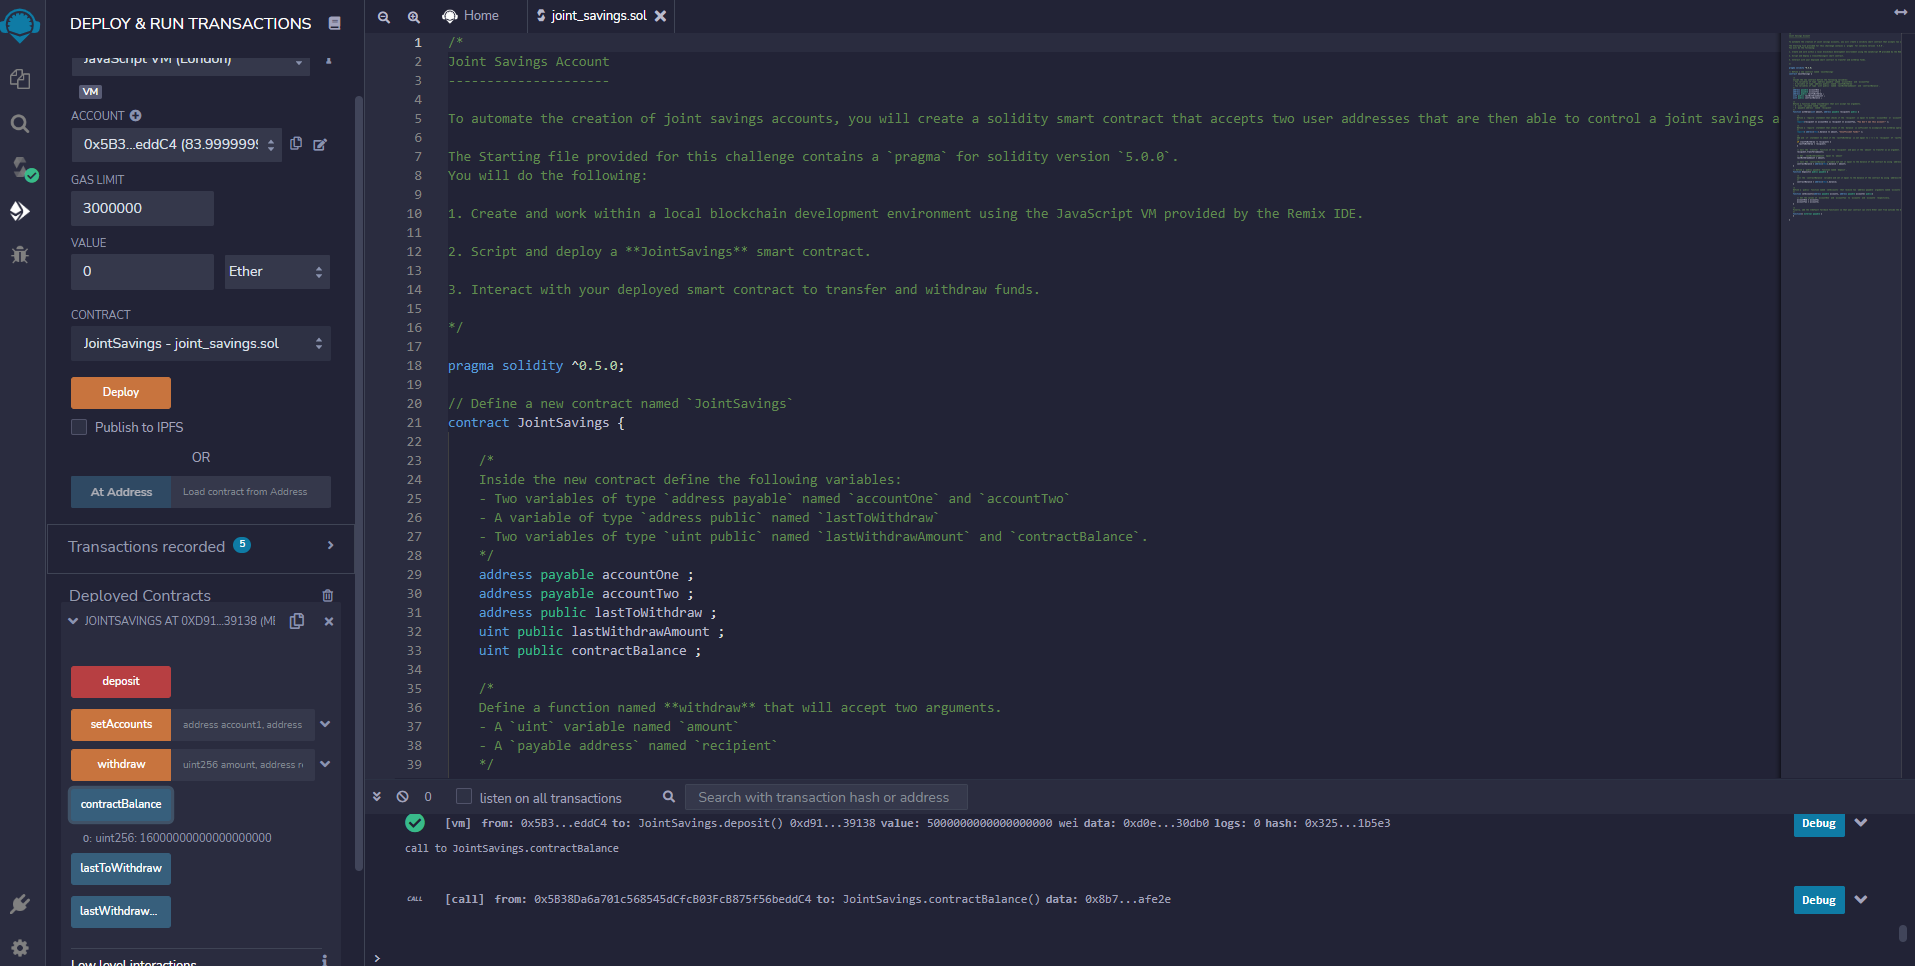 DEPLOY & RUN TRANSACTIONS
JavaScript VM (London)
VM
ACCOUNT
0x5B3...eddC4 (83.9999999
GAS LIMIT
3000000
VALUE
0
Ether
CONTRACT
JointSavings - joint_savings.sol
Deploy
Publish to IPFS
OR
At Address
Load contract from Address
Transactions recorded 5
Deployed Contracts
JOINTSAVINGS AT 0XD91...39138 (ME
deposit
setAccounts
address account1, address
withdraw
uint256 amount, address r
contractBalance
0: uint256: 16000000000000000000
lastToWithdraw
lastWithdraw...
Low level interactions
Home
joint_savings.sol
1 /*
2 Joint Savings Account
3 ---------------------
4
5 To automate the creation of joint savings accounts, you will create a solidity smart contract that accepts two user addresses that are then able to control a joint savings a
6
7 The Starting file provided for this challenge contains a `pragma` for solidity version `5.0.0`.
8 You will do the following:
9
10 1. Create and work within a local blockchain development environment using the JavaScript VM provided by the Remix IDE.
11
12 2. Script and deploy a **JointSavings** smart contract.
13
14 3. Interact with your deployed smart contract to transfer and withdraw funds.
15
16 */
17
18 pragma solidity ^0.5.0;
19
20 // Define a new contract named `JointSavings`
21 contract JointSavings {
22
23 /*
24 Inside the new contract define the following variables:
25 - Two variables of type `address payable` named `accountOne` and `accountTwo`
26 - A variable of type `address public` named `lastToWithdraw`
27 - Two variables of type `uint public` named `lastWithdrawAmount` and `contractBalance`.
28 */
29 address payable accountOne ;
30 address payable accountTwo ;
31 address public lastToWithdraw ;
32 uint public lastWithdrawAmount ;
33 uint public contractBalance ;
34
35 /*
36 Define a function named **withdraw** that will accept two arguments.
37 - A `uint` variable named `amount`
38 - A `payable address` named `recipient`
39 */
0
listen on all transactions
Search with transaction hash or address
[vm] from: 0x5B3...eddC4 to: JointSavings.deposit() 0xd91...39138 value: 5000000000000000000 wei data: 0xd0e...30db0 logs: 0 hash: 0x325...1b5e3
Debug
call to JointSavings.contractBalance
CALL
[call] from: 0x5B38Da6a701c568545dCfcB03FcB875f56beddC4 to: JointSavings.contractBalance() data: 0x8b7...afe2e
Debug
>